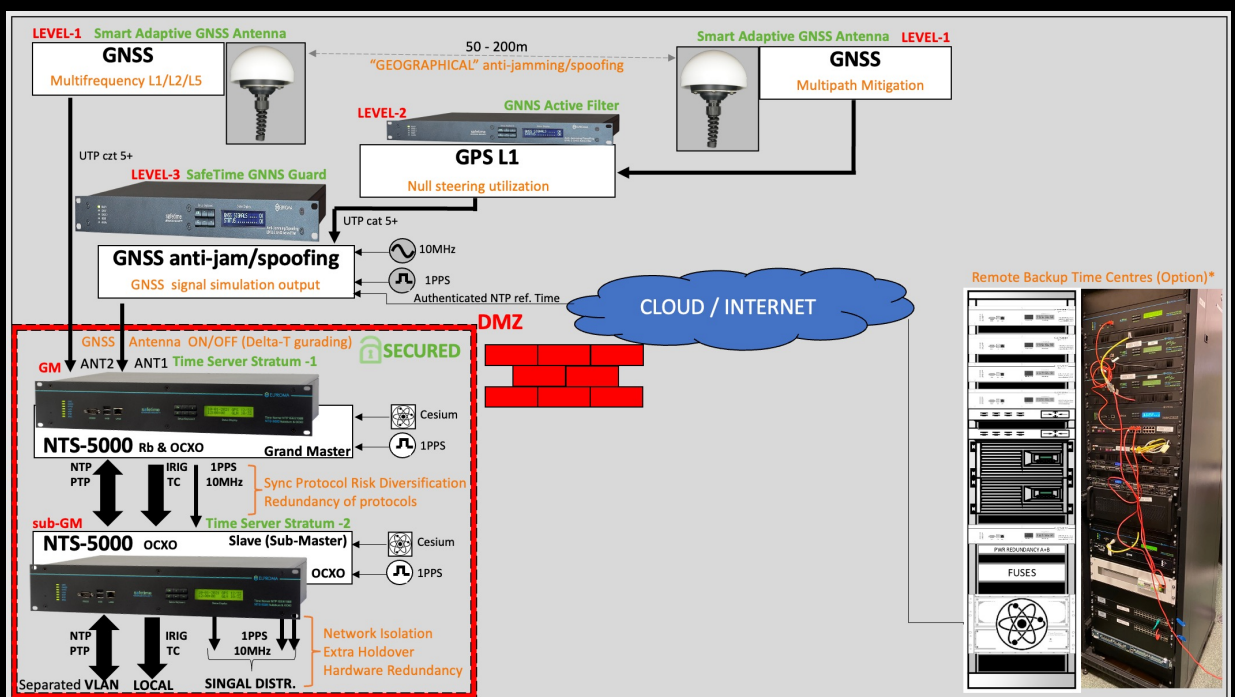 LEVEL-1 Smart Adaptive GNSS Antenna
GNSS
Multifrequency L1/L2/L5
50 - 200m
“GEOGRAPHICAL” anti-jamming/spoofing
Smart Adaptive GNSS Antenna LEVEL-1
GNSS
Multipath Mitigation
LEVEL-2
GNNS Active Filter
GPS L1
Null steering utilization
UTP czt 5+
LEVEL-3 SafeTime GNNS Guard
UTP cat 5+
GNSS anti-jam/spoofing
GNSS signal simulation output
10MHz
1PPS
Authenticated NTP ref. Time
CLOUD / INTERNET
Remote Backup Time Centres (Option)*
DMZ
GNSS Antenna ON/OFF (Delta-T gurading)
SECURED
GM ANT2 ANT1 Time Server Stratum -1
Cesium
NTS-5000 Rb & OCXO
Grand Master
1PPS
NTP
PTP
IRIG
TC
1PPS
10MHz
Sync Protocol Risk Diversification
Redundancy of protocols
sub-GM
Time Server Stratum -2
NTS-5000 OCXO
Slave (Sub-Master)
Cesium
OCXO
1PPS
PWR REDUNDANCY A+B
FUSES
NTP
PTP
IRIG
TC
1PPS
10MHz
Network Isolation
Extra Holdover
Hardware Redundancy
Separated VLAN LOCAL SINGAL DISTR.